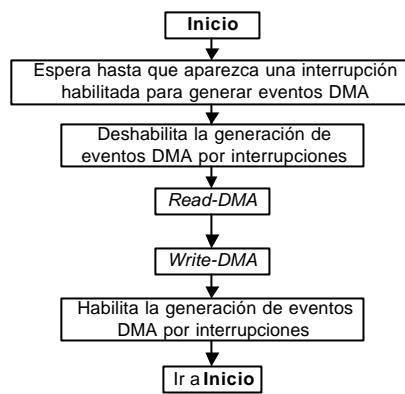 Inicio
Espera hasta que aparezca una interrupción
habilitada para generar eventos DMA
Deshabilita la generación de
eventos DMA por interrupciones
Read-DMA
Write-DMA
Habilita la generación de eventos
DMA por interrupciones
Ir a Inicio